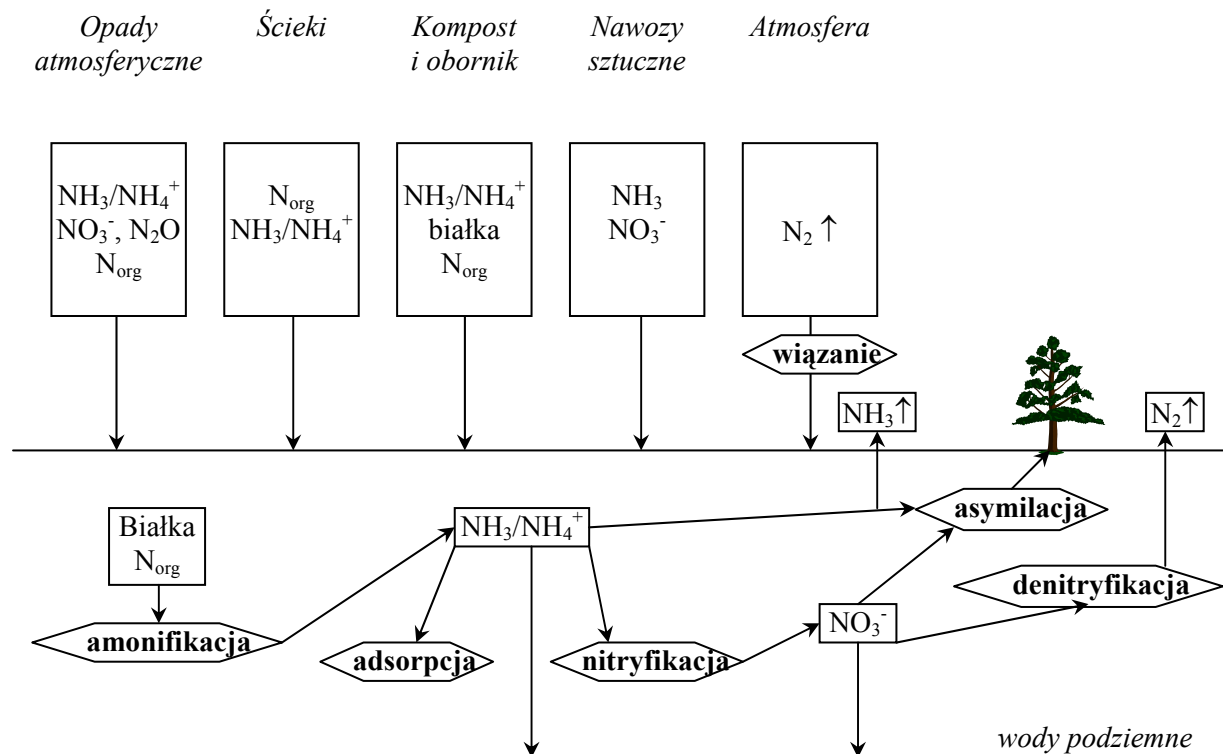 Opady
atmosferyczne
Ścieki
Kompost
i obornik
Nawozy
sztuczne
Atmosfera
NH₃/NH₄⁺
NO₃⁻, N₂O
Nₒᵣg
Nₒᵣg
NH₃/NH₄⁺
NH₃/NH₄⁺
białka
Nₒᵣg
NH₃
NO₃⁻
N₂ ↑
wiązanie
NH₃↑
N₂↑
Białka
Nₒᵣg
NH₃/NH₄⁺
asymilacja
denitryfikacja
NO₃⁻
amonifikacja
adsorpcja
nitryfikacja
wody podziemne